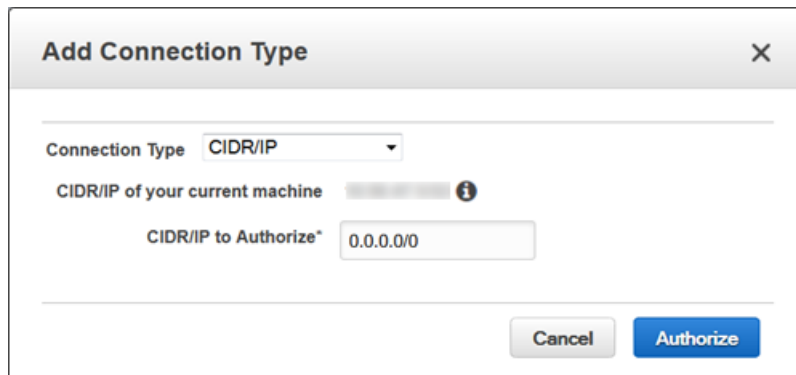 Add Connection Type
Connection Type CIDR/IP
CIDR/IP of your current machine
CIDR/IP to Authorize* 0.0.0.0/0
Cancel Authorize